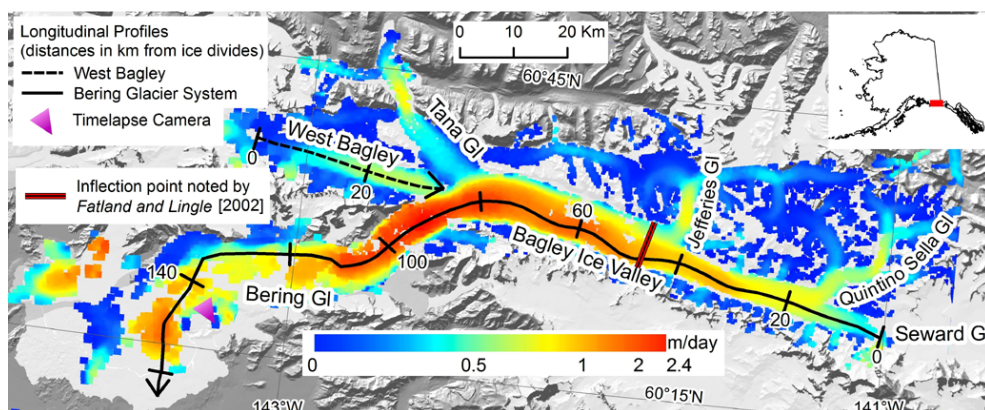 Longitudinal Profiles
(distances in km from ice divides)
West Bagley
Bering Glacier System
Timelapse Camera
Inflection point noted by
Fatland and Lingle [2002]
0 10 20 Km
60°45'N
Tana Gl
West Bagley
0
20
Jefferies Gl
60
Bagley Ice Valley
100
Quintino Sella Gl
140
Bering Gl
20
Seward G
0
m/day
0 0.5 1 2 2.4
60°15'N
143°W
141°W